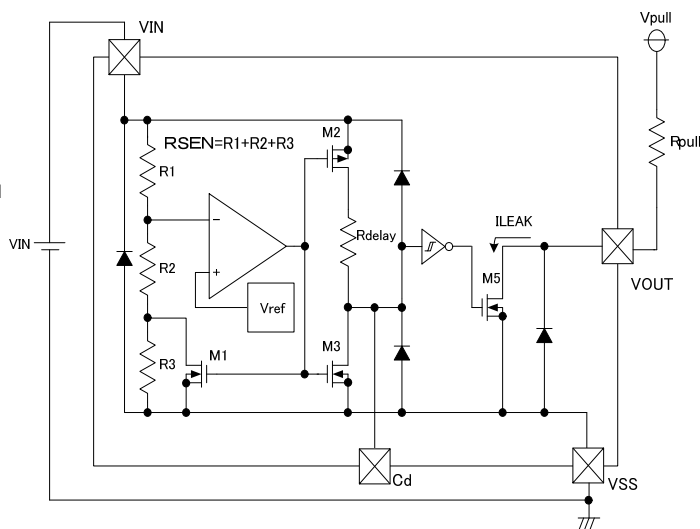 Vpull
VIN
M2
RSEN=R1+R2+R3
Rpull
R1
ILEAK
−
Rdelay
VIN
R2
M5
+
VOUT
Vref
M1
M3
R3
Cd
VSS